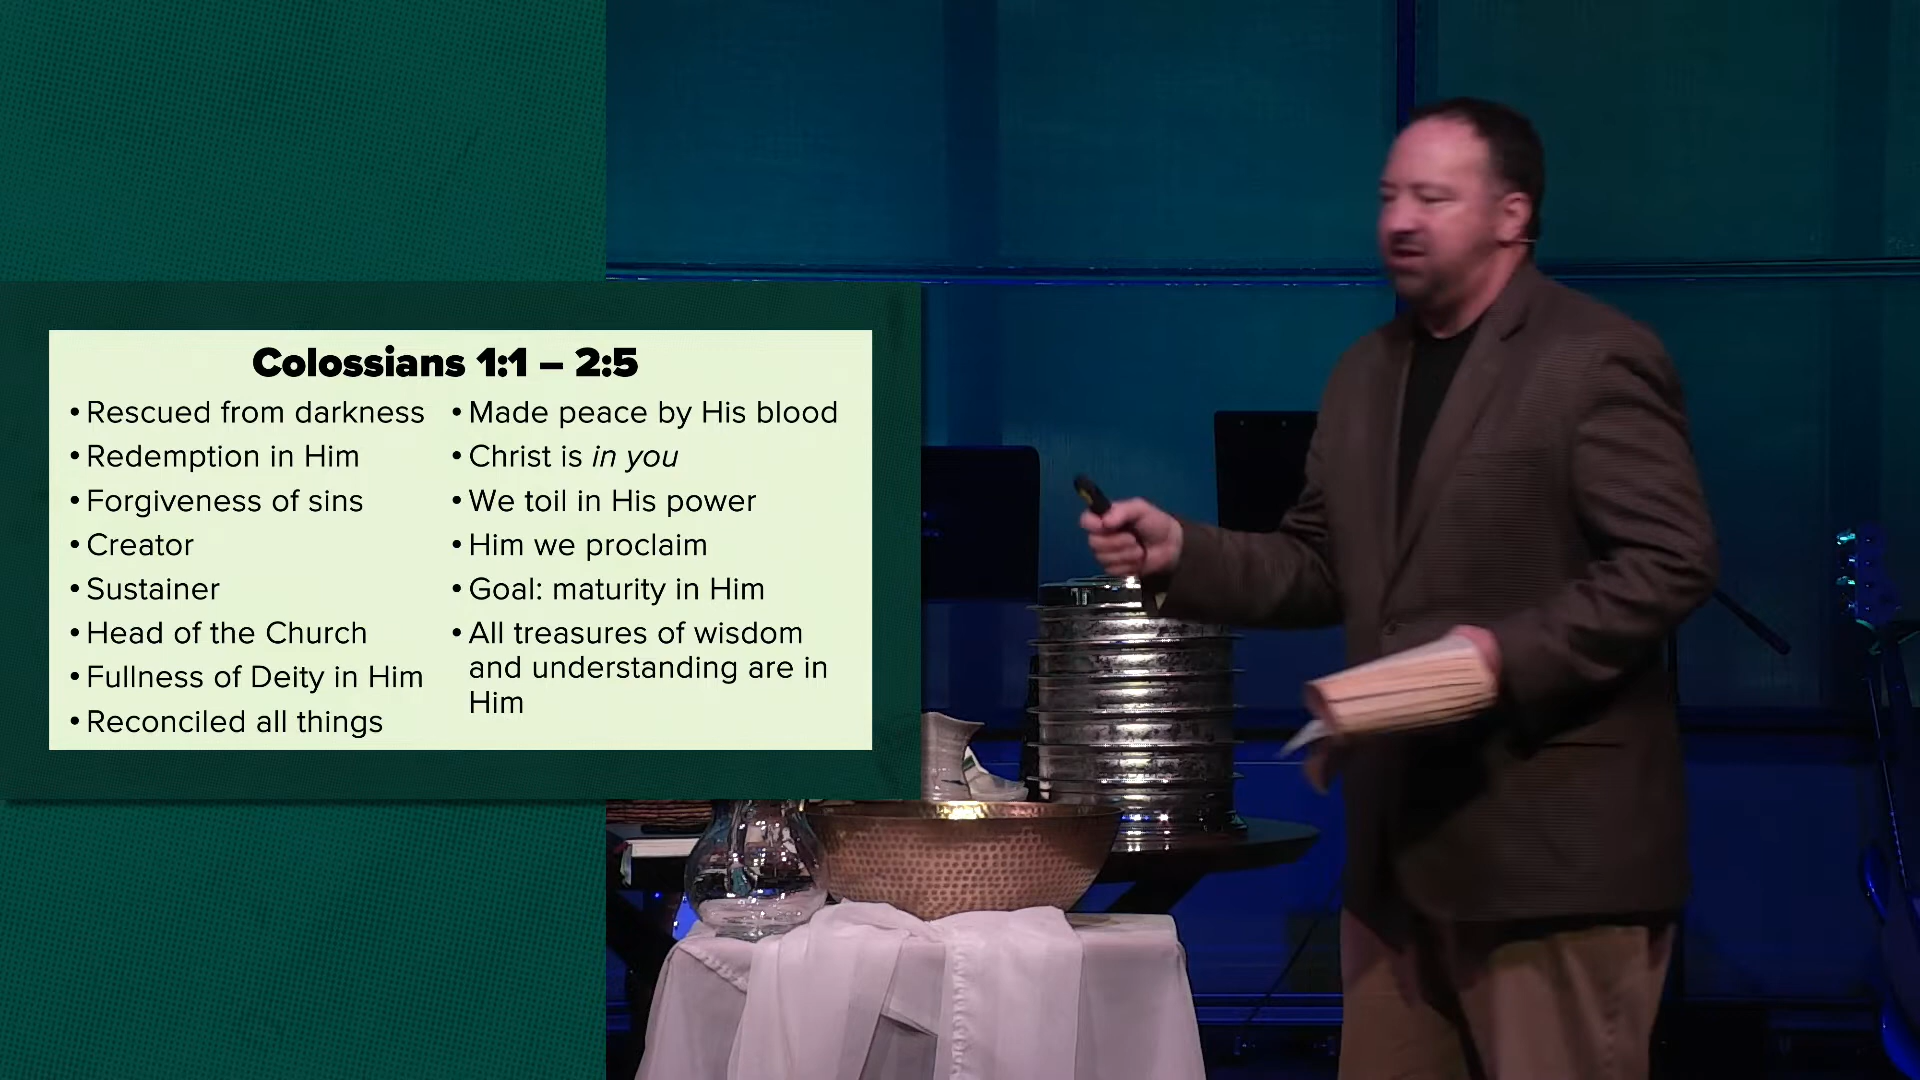 Colossians 1:1 – 2:5
• Rescued from darkness
• Redemption in Him
• Forgiveness of sins
• Creator
• Sustainer
• Head of the Church
• Fullness of Deity in Him
• Reconciled all things
• Made peace by His blood
• Christ is in you
• We toil in His power
• Him we proclaim
• Goal: maturity in Him
• All treasures of wisdom
and understanding are in
Him